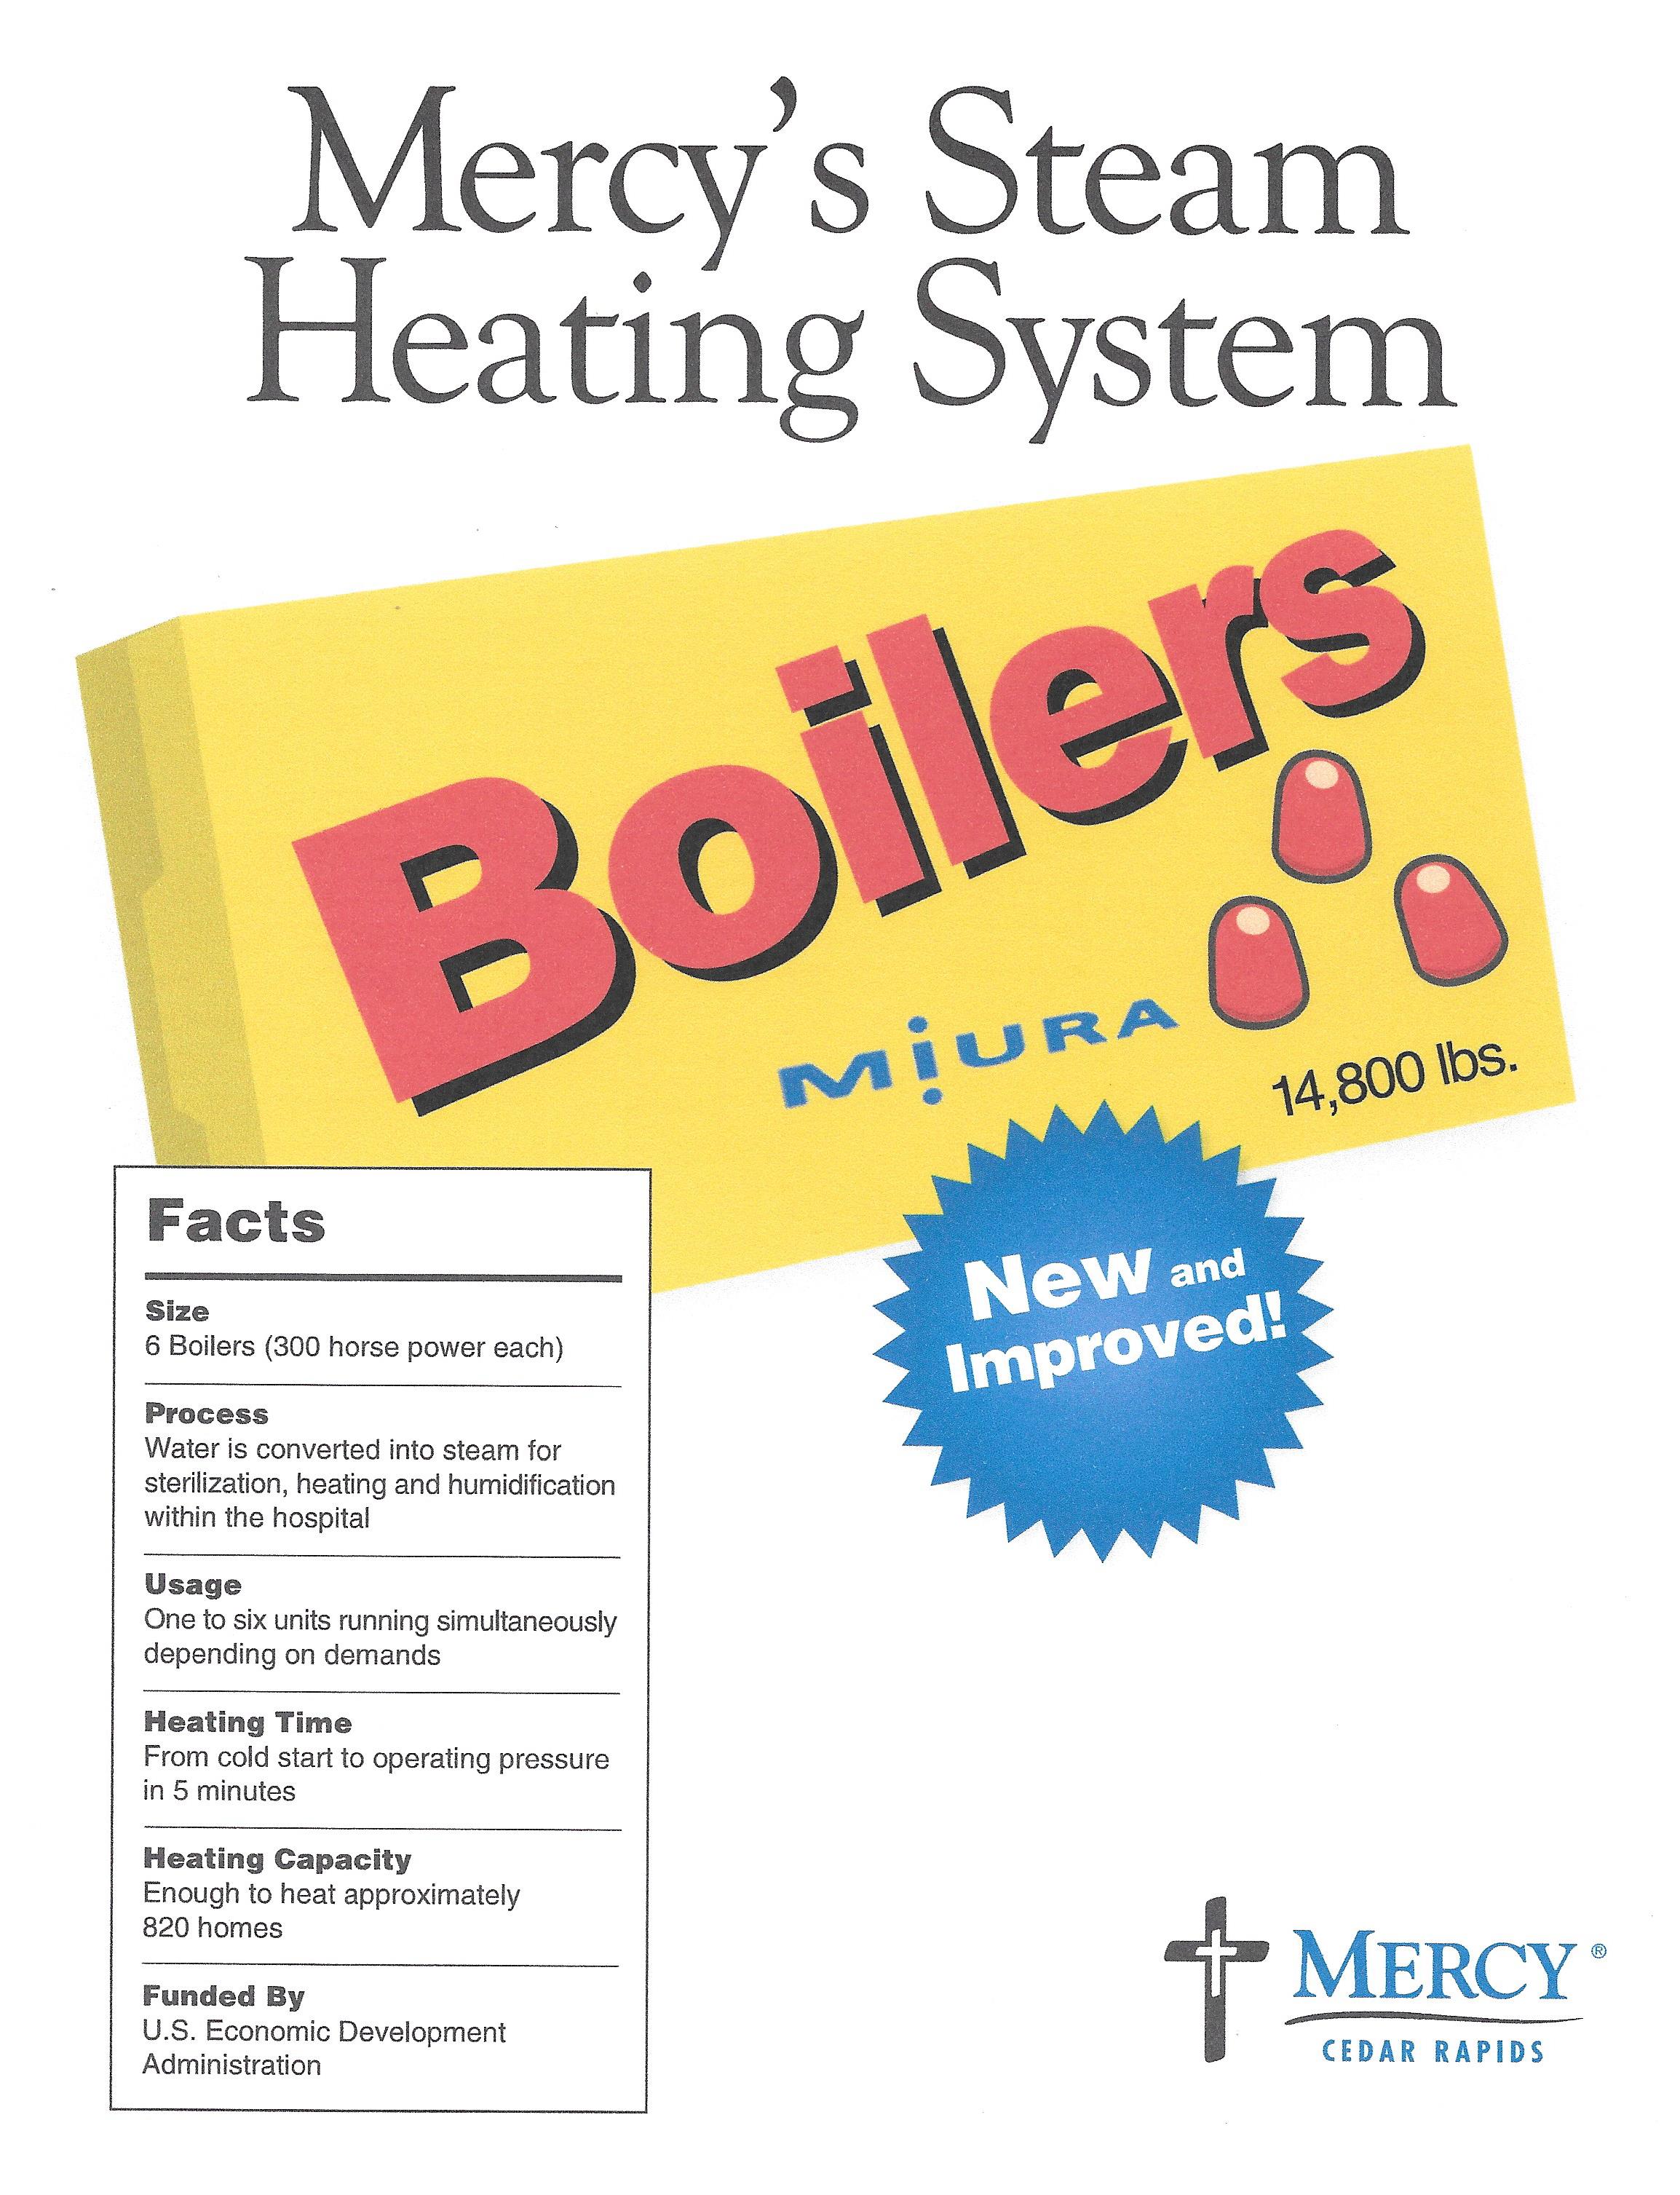 Mercy's Steam
Heating System
Boilers
MIURA
14,800 lbs.
New and
Improved!
Facts
Size
6 Boilers (300 horse power each)
Process
Water is converted into steam for
sterilization, heating and humidification
within the hospital
Usage
One to six units running simultaneously
depending on demands
Heating Time
From cold start to operating pressure
in 5 minutes
Heating Capacity
Enough to heat approximately
820 homes
Funded By
U.S. Economic Development
Administration
MERCY®
CEDAR RAPIDS